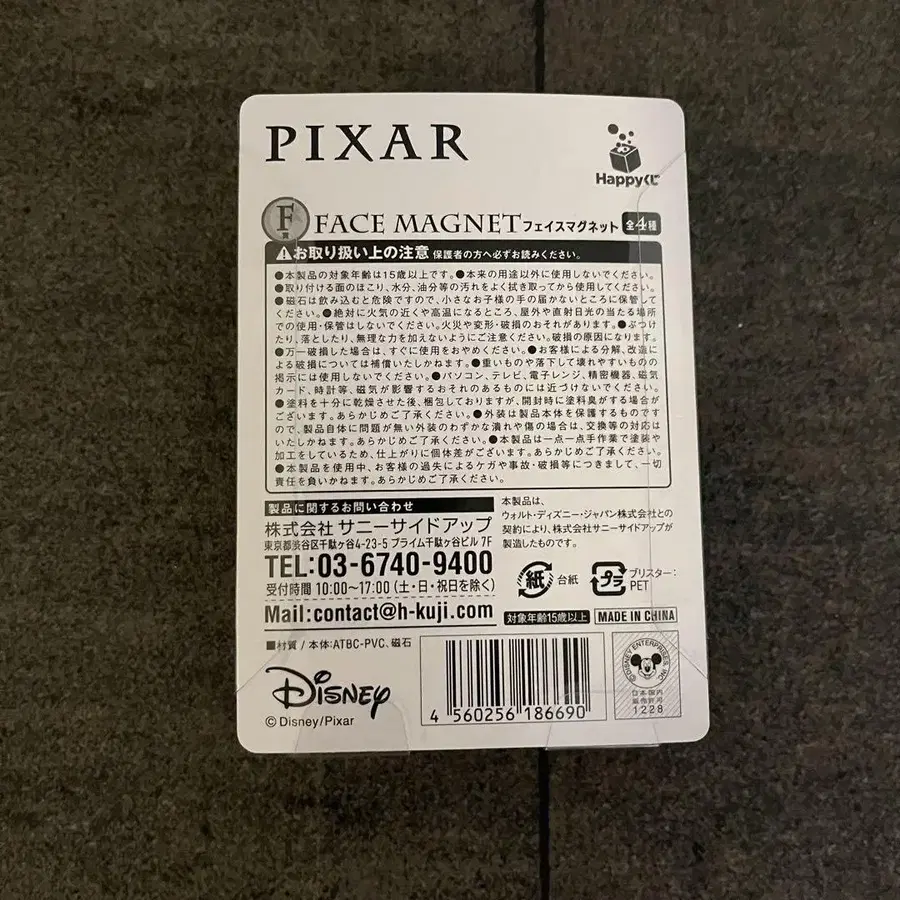 PIXAR
Happyくじ
F賞 FACE MAGNET フェイスマグネット 全4種
お取り扱い上の注意 保護者の方へ必ずお読みください。
●本製品の対象年齢は15歳以上です。●本来の用途以外に使用しないでください。
●取り付ける面のほこり、水分、油分等の汚れをよく拭き取ってから使用してください。
●磁石は飲み込むと危険ですので、小さなお子様の手の届かないところに保管して
ください。●絶対に火気の近くや高温になるところ、屋外や直射日光の当たる場所
での使用・保管はしないでください。火災や変形・破損のおそれがあります。●ぶつけ
たり、落としたり、無理な力を加えないようにご注意ください。破損の原因になります。
●万一破損した場合は、すぐに使用をおやめください。●お客様による分解、改造に
よる破損については補償いたしかねます。●重いものや落下して壊れやすいものの
掲示には使用しないでください。●パソコン、テレビ、電子レンジ、精密機器、磁気
カード、時計等、磁気が影響するおそれのあるものには近づけないでください。
●塗料を十分に乾燥させた後、梱包しておりますが、開封時に塗料臭がする場合が
ございます。あらかじめご了承ください。●外装は製品本体を保護するものです
ので、製品自体に問題が無い外装のわずかな潰れや傷の場合は、交換等の対応は
いたしかねます。あらかじめご了承ください。●本製品は一点一点手作業で塗装や
加工をしているため、仕上がりに個体差がございます。あらかじめご了承ください。
●本製品を使用中、お客様の過失によるケガや事故・破損等につきまして、一切
責任を負いかねます。あらかじめご了承ください。
製品に関するお問い合わせ
株式会社 サニーサイドアップ
東京都渋谷区千駄ヶ谷4-23-5 プライム千駄ヶ谷ビル 7F
TEL:03-6740-9400
受付時間 10:00〜17:00 (土・日・祝日を除く)
Mail:contact@h-kuji.com
本製品は、
ウォルト・ディズニー・ジャパン株式会社との
契約により、株式会社サニーサイドアップが
製造したものです。
紙 台紙
プラ ブリスター:
PET
対象年齢15歳以上
MADE IN CHINA
■材質 / 本体:ATBC-PVC、磁石
Disney
© Disney/Pixar
4 560256 186690
©DISNEY ENTERPRISES, INC.
日本国内
販売許可
1228